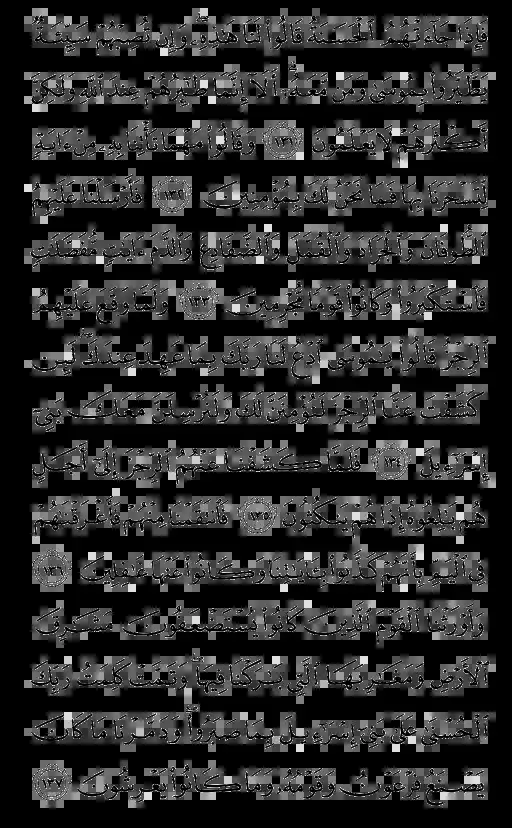 فَإِذَا جَآءَتۡهُمُ ٱلۡحَسَنَةُ قَالُواْ لَنَا هَٰذِهِۦۖ وَإِن تُصِبۡهُمۡ سَيِّئَةٞ
يَطَّيَّرُواْ بِمُوسَىٰ وَمَن مَّعَهُۥٓۗ أَلَآ إِنَّمَا طَٰٓئِرُهُمۡ عِندَ ٱللَّهِ وَلَٰكِنَّ
أَكۡثَرَهُمۡ لَا يَعۡلَمُونَ ١٣١ وَقَالُواْ مَهۡمَا تَأۡتِنَا بِهِۦ مِنۡ ءَايَةٖ
لِّتَسۡحَرَنَا بِهَا فَمَا نَحۡنُ لَكَ بِمُؤۡمِنِينَ ١٣٢ فَأَرۡسَلۡنَا عَلَيۡهِمُ
ٱلطُّوفَانَ وَٱلۡجَرَادَ وَٱلۡقُمَّلَ وَٱلضَّفَادِعَ وَٱلدَّمَ ءَايَٰتٖ مُّفَصَّلَٰتٖ
فَٱسۡتَكۡبَرُواْ وَكَانُواْ قَوۡمٗا مُّجۡرِمِينَ ١٣٣ وَلَمَّا وَقَعَ عَلَيۡهِمُ
ٱلرِّجۡزُ قَالُواْ يَٰمُوسَى ٱدۡعُ لَنَا رَبَّكَ بِمَا عَهِدَ عِندَكَۖ لَئِن
كَشَفۡتَ عَنَّا ٱلرِّجۡزَ لَنُؤۡمِنَنَّ لَكَ وَلَنُرۡسِلَنَّ مَعَكَ بَنِيٓ
إِسۡرَٰٓءِيلَ ١٣٤ فَلَمَّا كَشَفۡنَا عَنۡهُمُ ٱلرِّجۡزَ إِلَىٰٓ أَجَلٍ
هُم بَٰلِغُوهُ إِذَا هُمۡ يَنكُثُونَ ١٣٥ فَٱنتَقَمۡنَا مِنۡهُمۡ فَأَغۡرَقۡنَٰهُمۡ
فِي ٱلۡيَمِّ بِأَنَّهُمۡ كَذَّبُواْ بِـَٔايَٰتِنَا وَكَانُواْ عَنۡهَا غَٰفِلِينَ ١٣٦
وَأَوۡرَثۡنَا ٱلۡقَوۡمَ ٱلَّذِينَ كَانُواْ يُسۡتَضۡعَفُونَ مَشَٰرِقَ
ٱلۡأَرۡضِ وَمَغَٰرِبَهَا ٱلَّتِي بَٰرَكۡنَا فِيهَاۖ وَتَمَّتۡ كَلِمَتُ رَبِّكَ
ٱلۡحُسۡنَىٰ عَلَىٰ بَنِيٓ إِسۡرَٰٓءِيلَ بِمَا صَبَرُواْۖ وَدَمَّرۡنَا مَا كَانَ
يَصۡنَعُ فِرۡعَوۡنُ وَقَوۡمُهُۥ وَمَا كَانُواْ يَعۡرِشُونَ ١٣٧